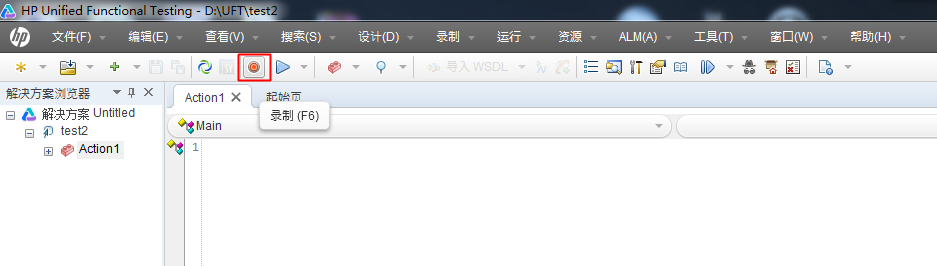 HP Unified Functional Testing - D:\UFT\test2
hp 文件(F) 编辑(E) 查看(V) 搜索(S) 设计(D) 录制 运行 资源 ALM(A) 工具(T) 窗口(W) 帮助(H)
导入 WSDL
解决方案浏览器
Action1 起始页
解决方案 Untitled
录制 (F6)
Main
test2
Action1
1